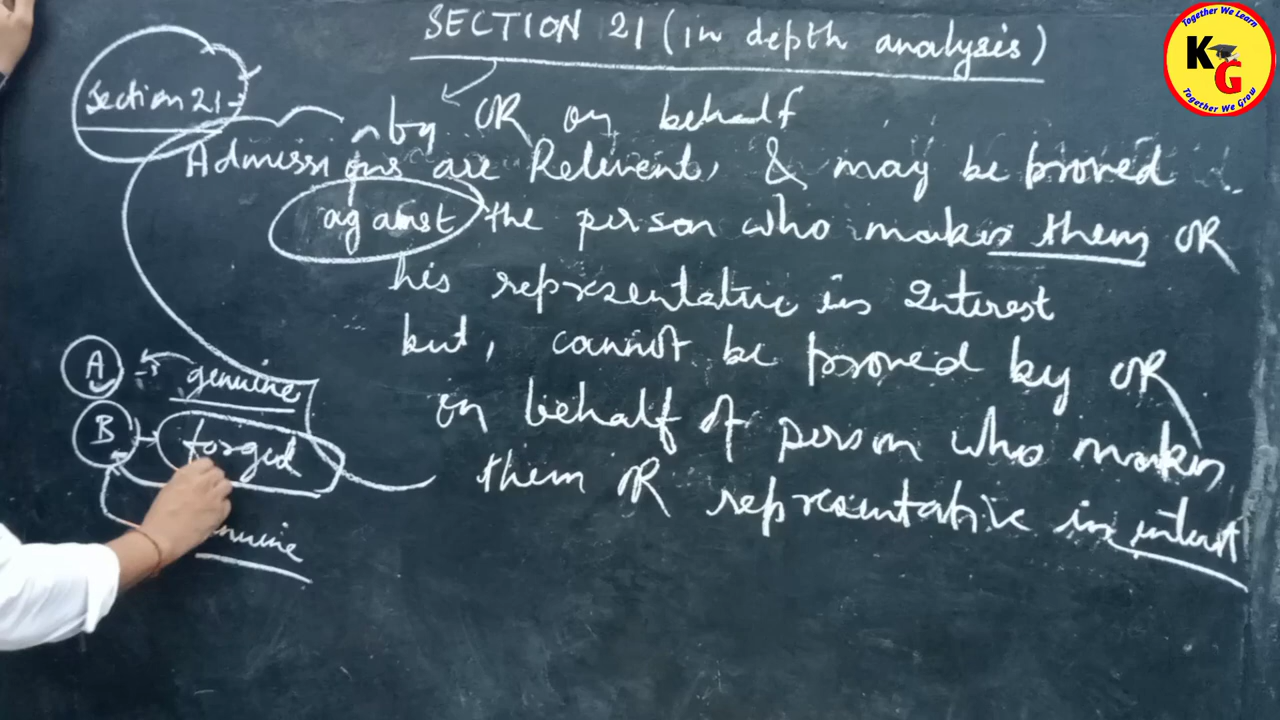 SECTION 21 (in depth analysis)
Section 21-
by OR on behalf
Admissions are Relevent, & may be proved
against the person who makes them OR
his representative in Interest
but, cannot be proved by OR
on behalf of person who makes
them OR representative in interest
A - genuine
B - forged
Together We Learn
KG
Together We Grow